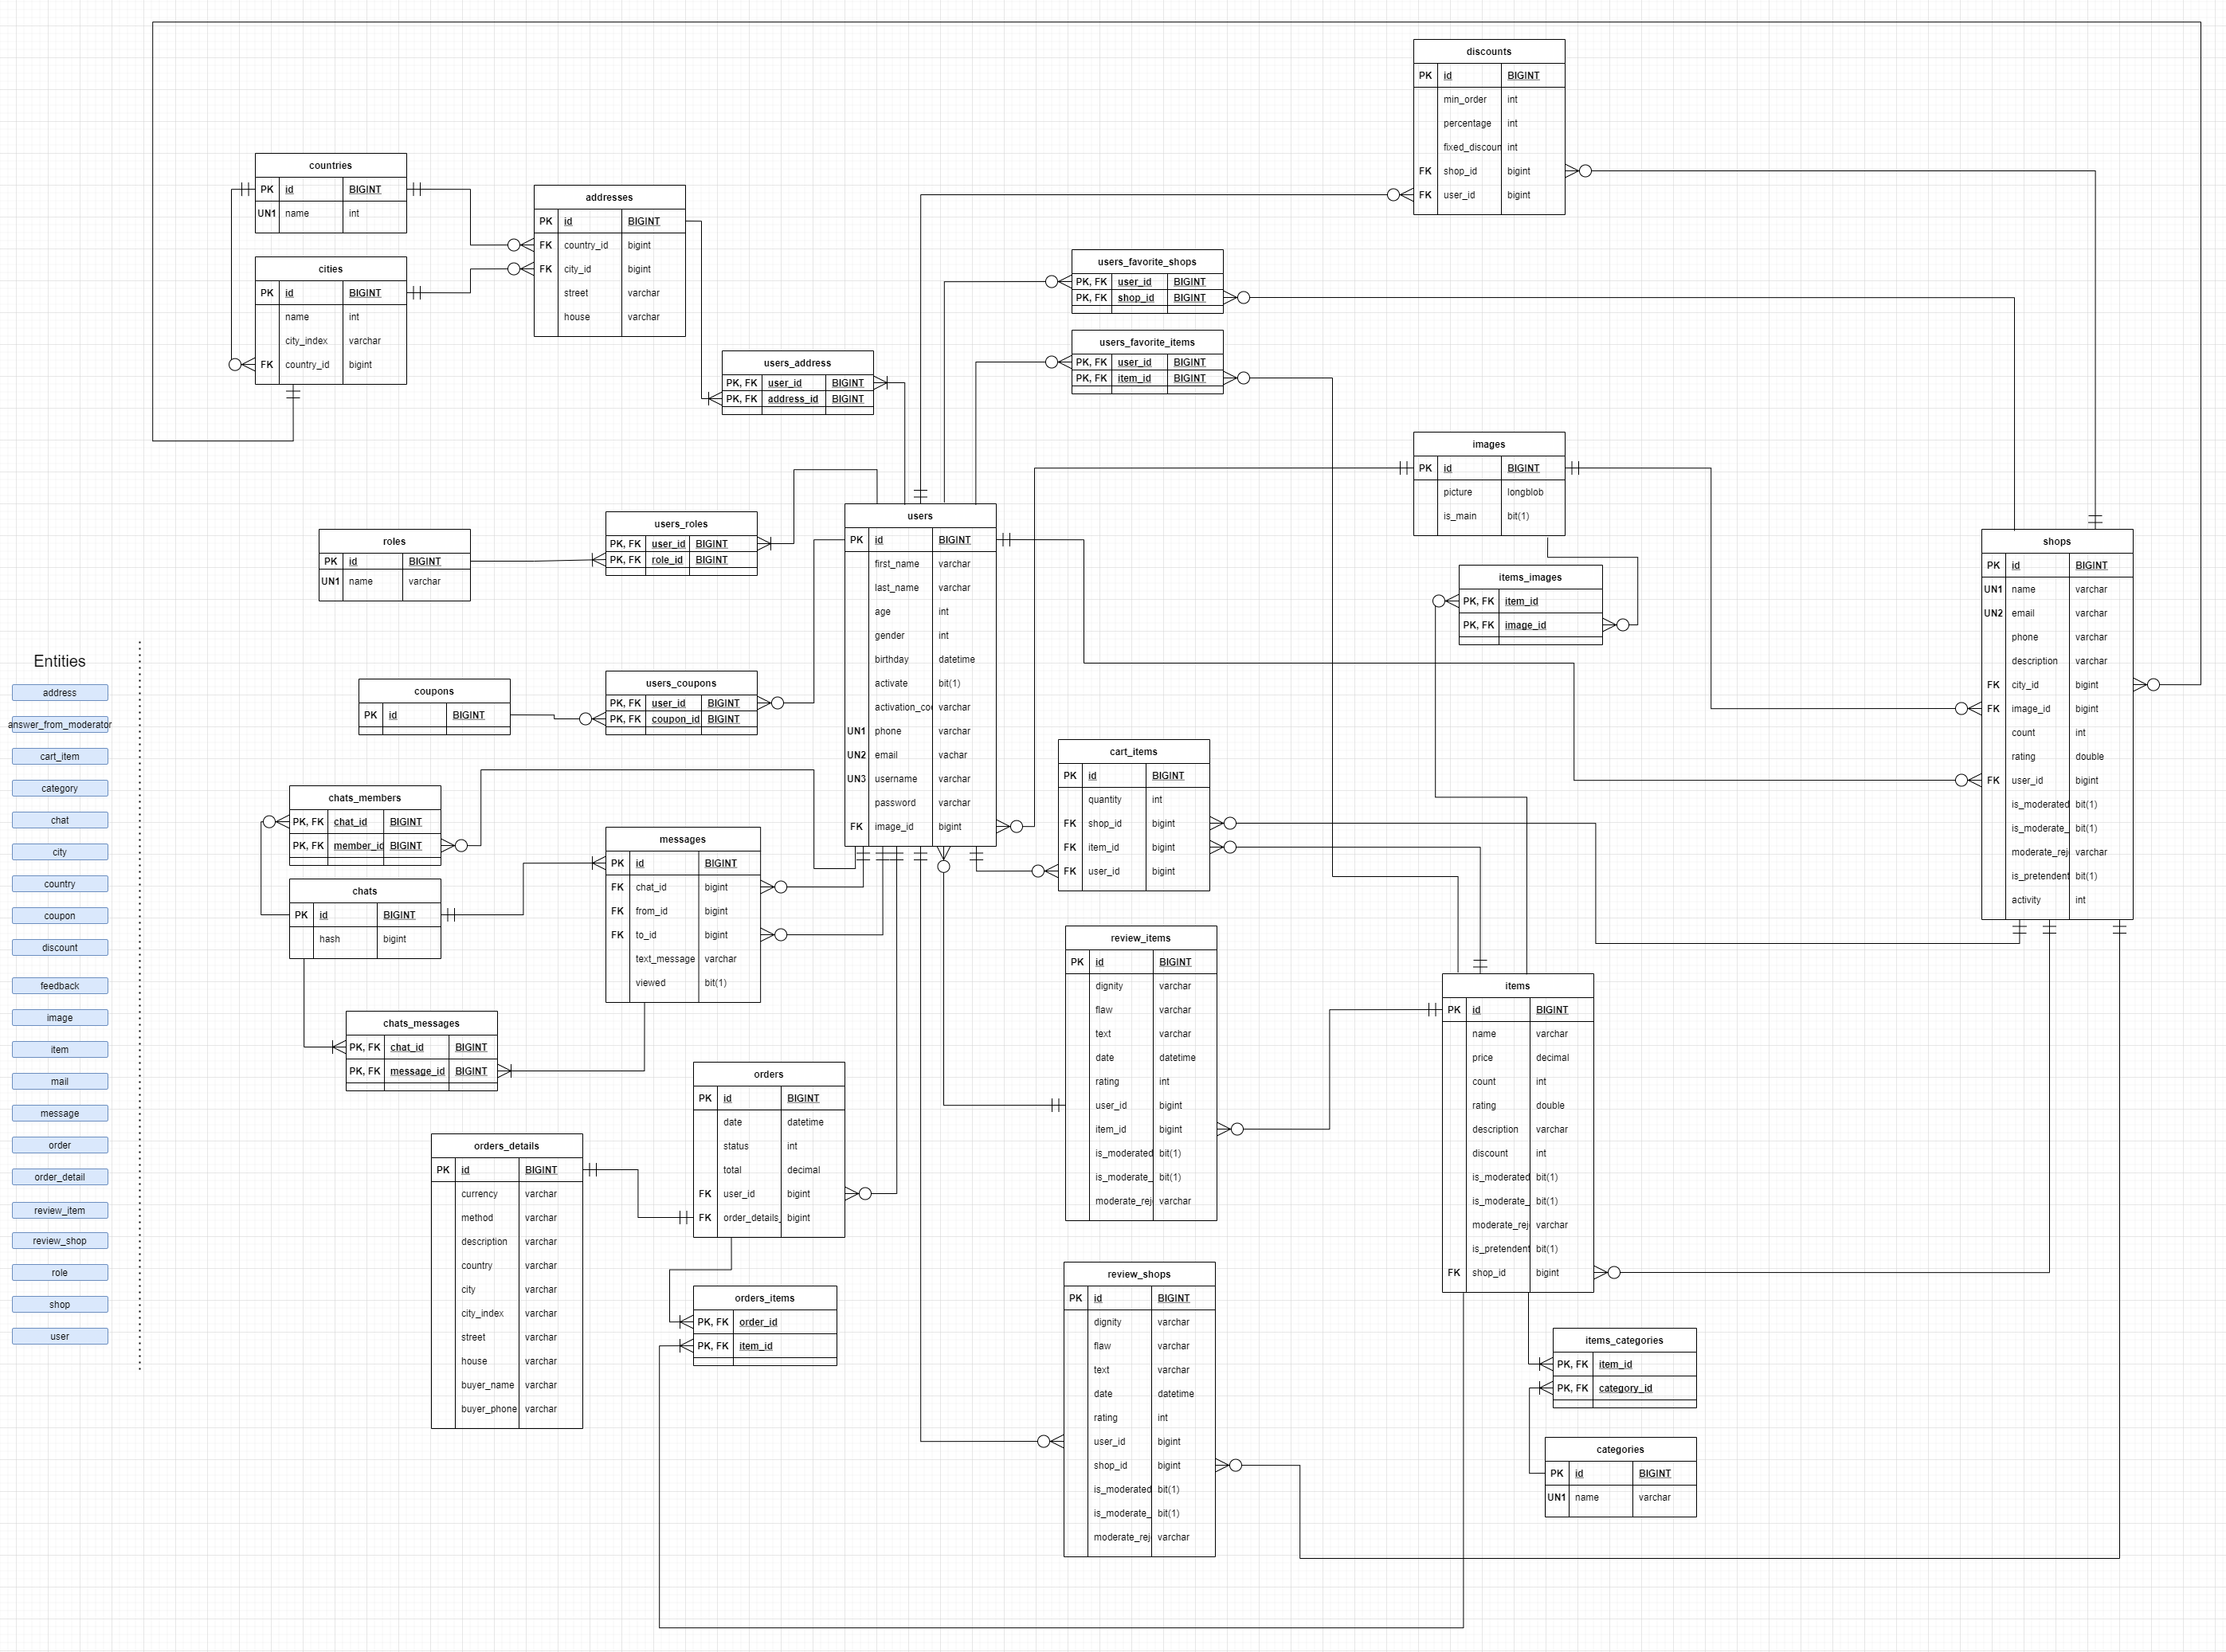 discounts
PK id BIGINT
min_order int
percentage int
fixed_discoun int
FK shop_id bigint
FK user_id bigint
countries
PK id BIGINT
UN1 name int
addresses
PK id BIGINT
FK country_id bigint
FK city_id bigint
street varchar
house varchar
cities
PK id BIGINT
name int
city_index varchar
FK country_id bigint
users_favorite_shops
PK, FK user_id BIGINT
PK, FK shop_id BIGINT
users_favorite_items
PK, FK user_id BIGINT
PK, FK item_id BIGINT
users_address
PK, FK user_id BIGINT
PK, FK address_id BIGINT
images
PK id BIGINT
picture longblob
is_main bit(1)
users_roles
PK, FK user_id BIGINT
PK, FK role_id BIGINT
roles
PK id BIGINT
UN1 name varchar
users
PK id BIGINT
first_name varchar
last_name varchar
age int
gender int
birthday datetime
activate bit(1)
activation_co varchar
UN1 phone varchar
UN2 email vachar
UN3 username varchar
password varchar
FK image_id bigint
items_images
PK, FK item_id
PK, FK image_id
shops
PK id BIGINT
UN1 name varchar
UN2 email varchar
phone varchar
description varchar
FK city_id bigint
FK image_id bigint
count int
rating double
FK user_id bigint
is_moderated bit(1)
is_moderate_ bit(1)
moderate_rej varchar
is_pretendent bit(1)
activity int
Entities
address
answer_from_moderator
cart_item
category
chat
city
country
coupon
discount
feedback
image
item
mail
message
order
order_detail
review_item
review_shop
role
shop
user
coupons
PK id BIGINT
users_coupons
PK, FK user_id BIGINT
PK, FK coupon_id BIGINT
cart_items
PK id BIGINT
quantity int
FK shop_id bigint
FK item_id bigint
FK user_id bigint
chats_members
PK, FK chat_id BIGINT
PK, FK member_id BIGINT
messages
PK id BIGINT
FK chat_id bigint
FK from_id bigint
FK to_id bigint
text_message varchar
viewed bit(1)
chats
PK id BIGINT
hash bigint
chats_messages
PK, FK chat_id BIGINT
PK, FK message_id BIGINT
review_items
PK id BIGINT
dignity varchar
flaw varchar
text varchar
date datetime
rating int
user_id bigint
item_id bigint
is_moderated bit(1)
is_moderate_ bit(1)
moderate_rej varchar
items
PK id BIGINT
name varchar
price decimal
count int
rating double
description varchar
discount int
is_moderated bit(1)
is_moderate_ bit(1)
moderate_rej varchar
is_pretendent bit(1)
FK shop_id bigint
orders
PK id BIGINT
date datetime
status int
total decimal
FK user_id bigint
FK order_details_ bigint
orders_details
PK id BIGINT
currency varchar
method varchar
description varchar
country varchar
city varchar
city_index varchar
street varchar
house varchar
buyer_name varchar
buyer_phone varchar
orders_items
PK, FK order_id
PK, FK item_id
review_shops
PK id BIGINT
dignity varchar
flaw varchar
text varchar
date datetime
rating int
user_id bigint
shop_id bigint
is_moderated bit(1)
is_moderate_ bit(1)
moderate_rej varchar
items_categories
PK, FK item_id
PK, FK category_id
categories
PK id BIGINT
UN1 name varchar